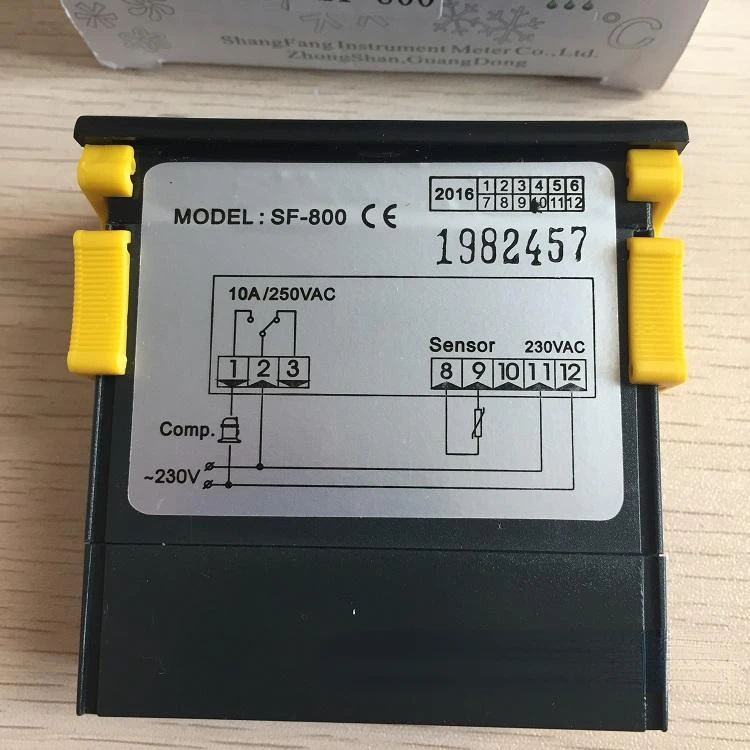 800
°C
ShangFang Instrument Meter Co., Ltd.
ZhongShan, GuangDong
2016 1 2 3 4 5 6
7 8 9 10 11 12
MODEL: SF-800 CE
1982457
10A/250VAC
Sensor 230VAC
1 2 3 8 9 10 11 12
Comp.
~230V